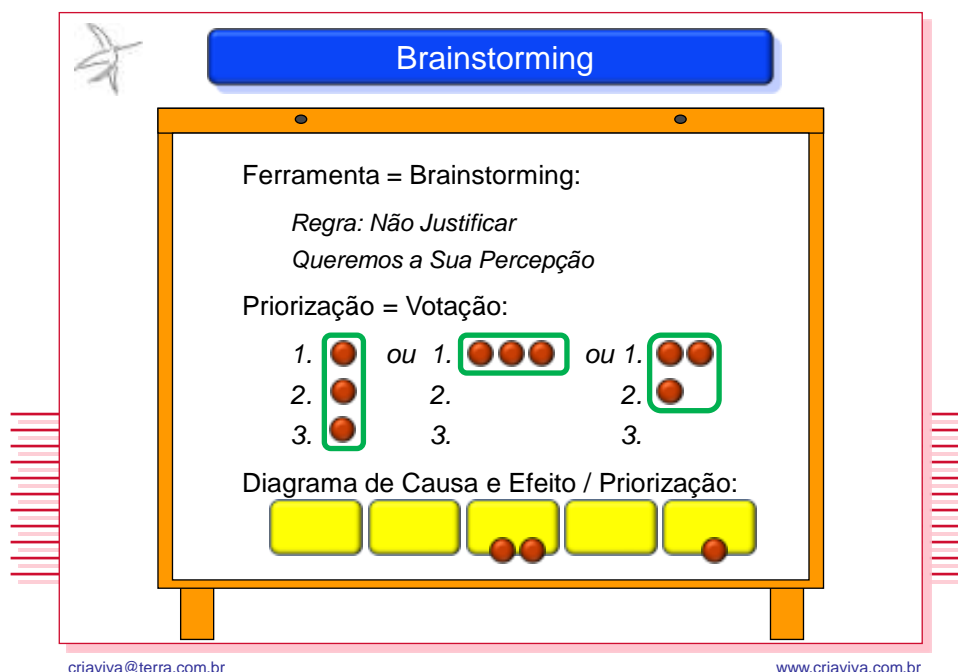 Brainstorming
Ferramenta = Brainstorming:
Regra: Não Justificar
Queremos a Sua Percepção
Priorização = Votação:
1. ou 1. ou 1.
2. 2. 2.
3. 3. 3.
Diagrama de Causa e Efeito / Priorização:
criaviva@terra.com.br www.criaviva.com.br